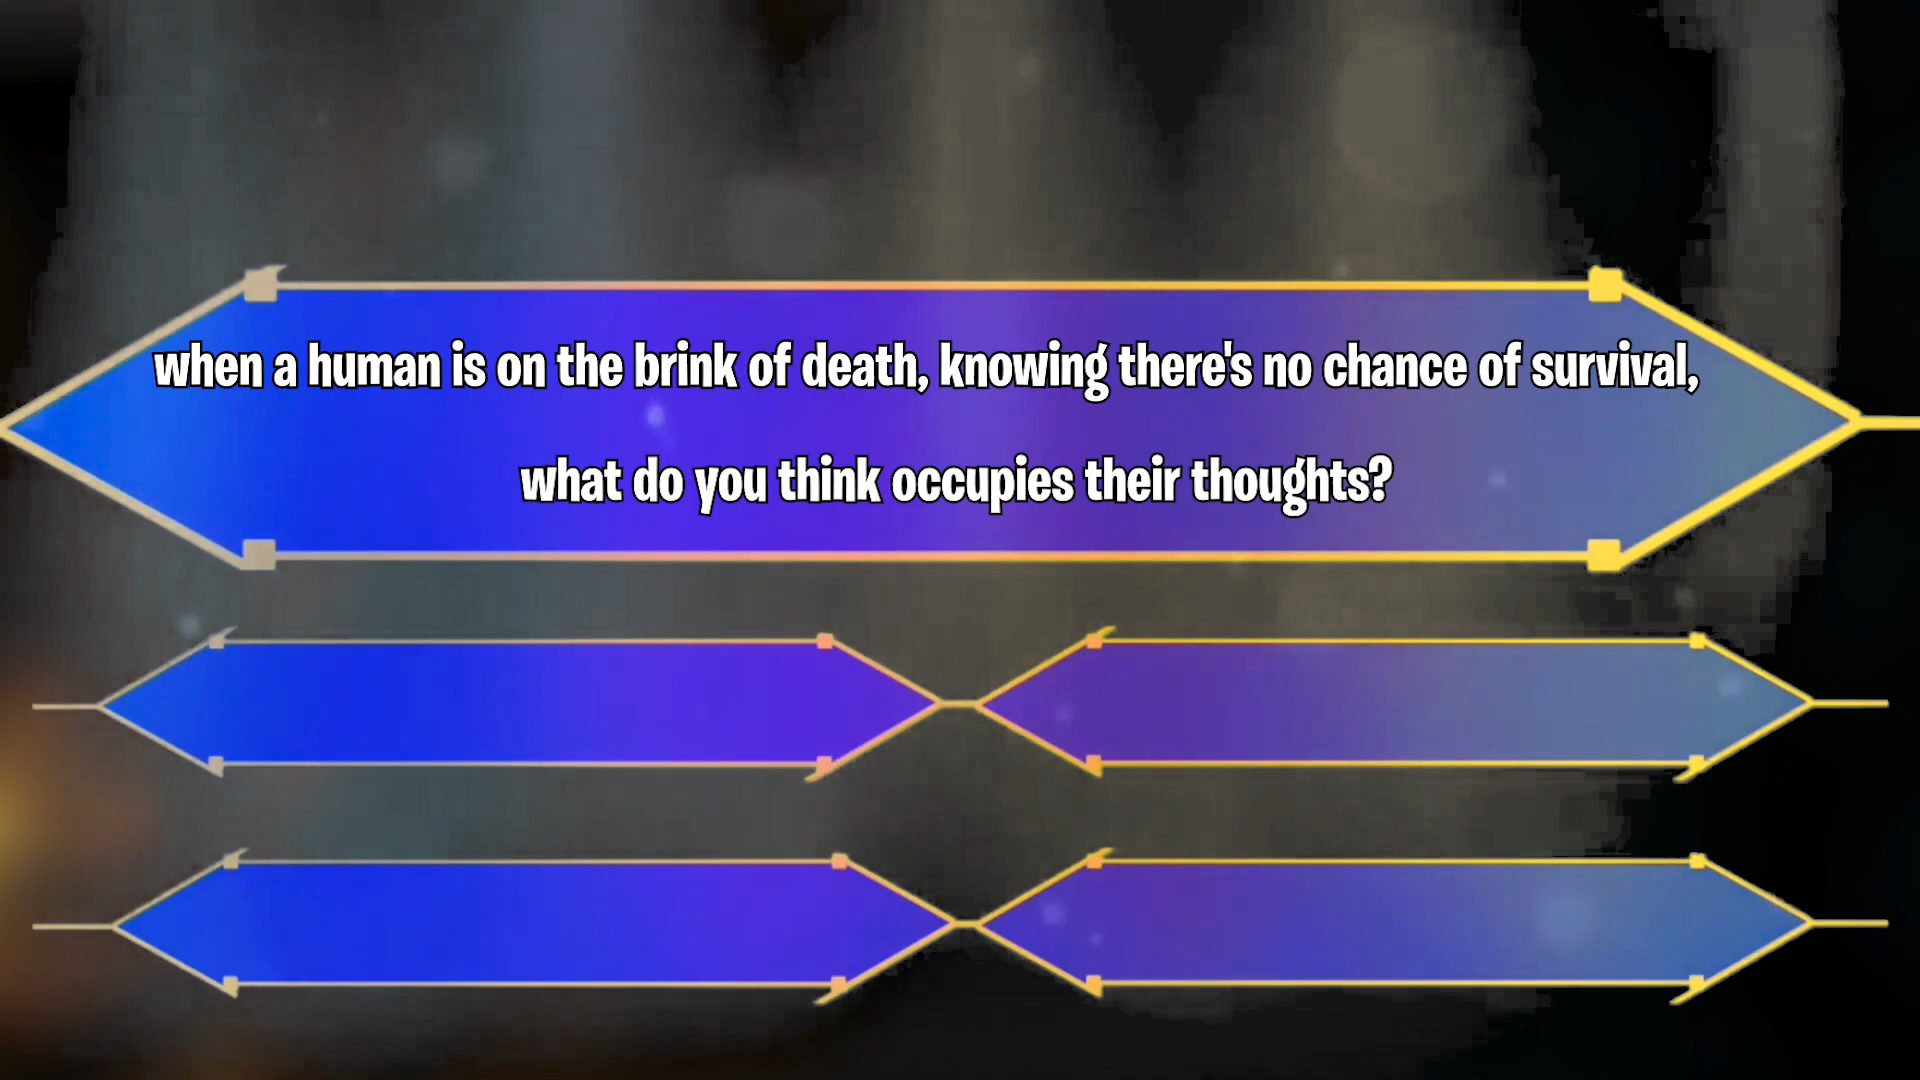 when a human is on the brink of death, knowing there's no chance of survival,
what do you think occupies their thoughts?